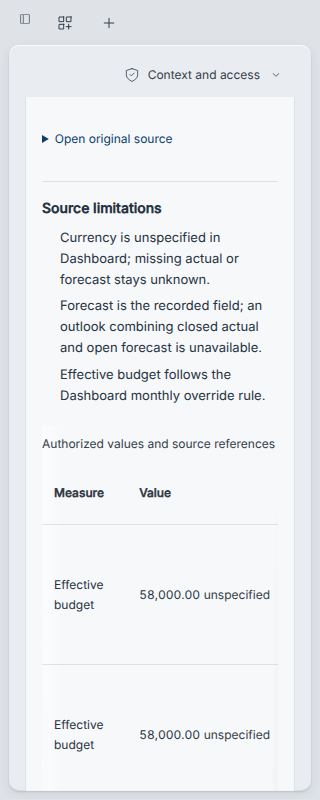 Context and access
Open original source
Source limitations
Currency is unspecified in
Dashboard; missing actual or
forecast stays unknown.
Forecast is the recorded field; an
outlook combining closed actual
and open forecast is unavailable.
Effective budget follows the
Dashboard monthly override rule.
Authorized values and source references
Measure Value
Effective
budget
58,000.00 unspecified
Effective
budget
58,000.00 unspecified